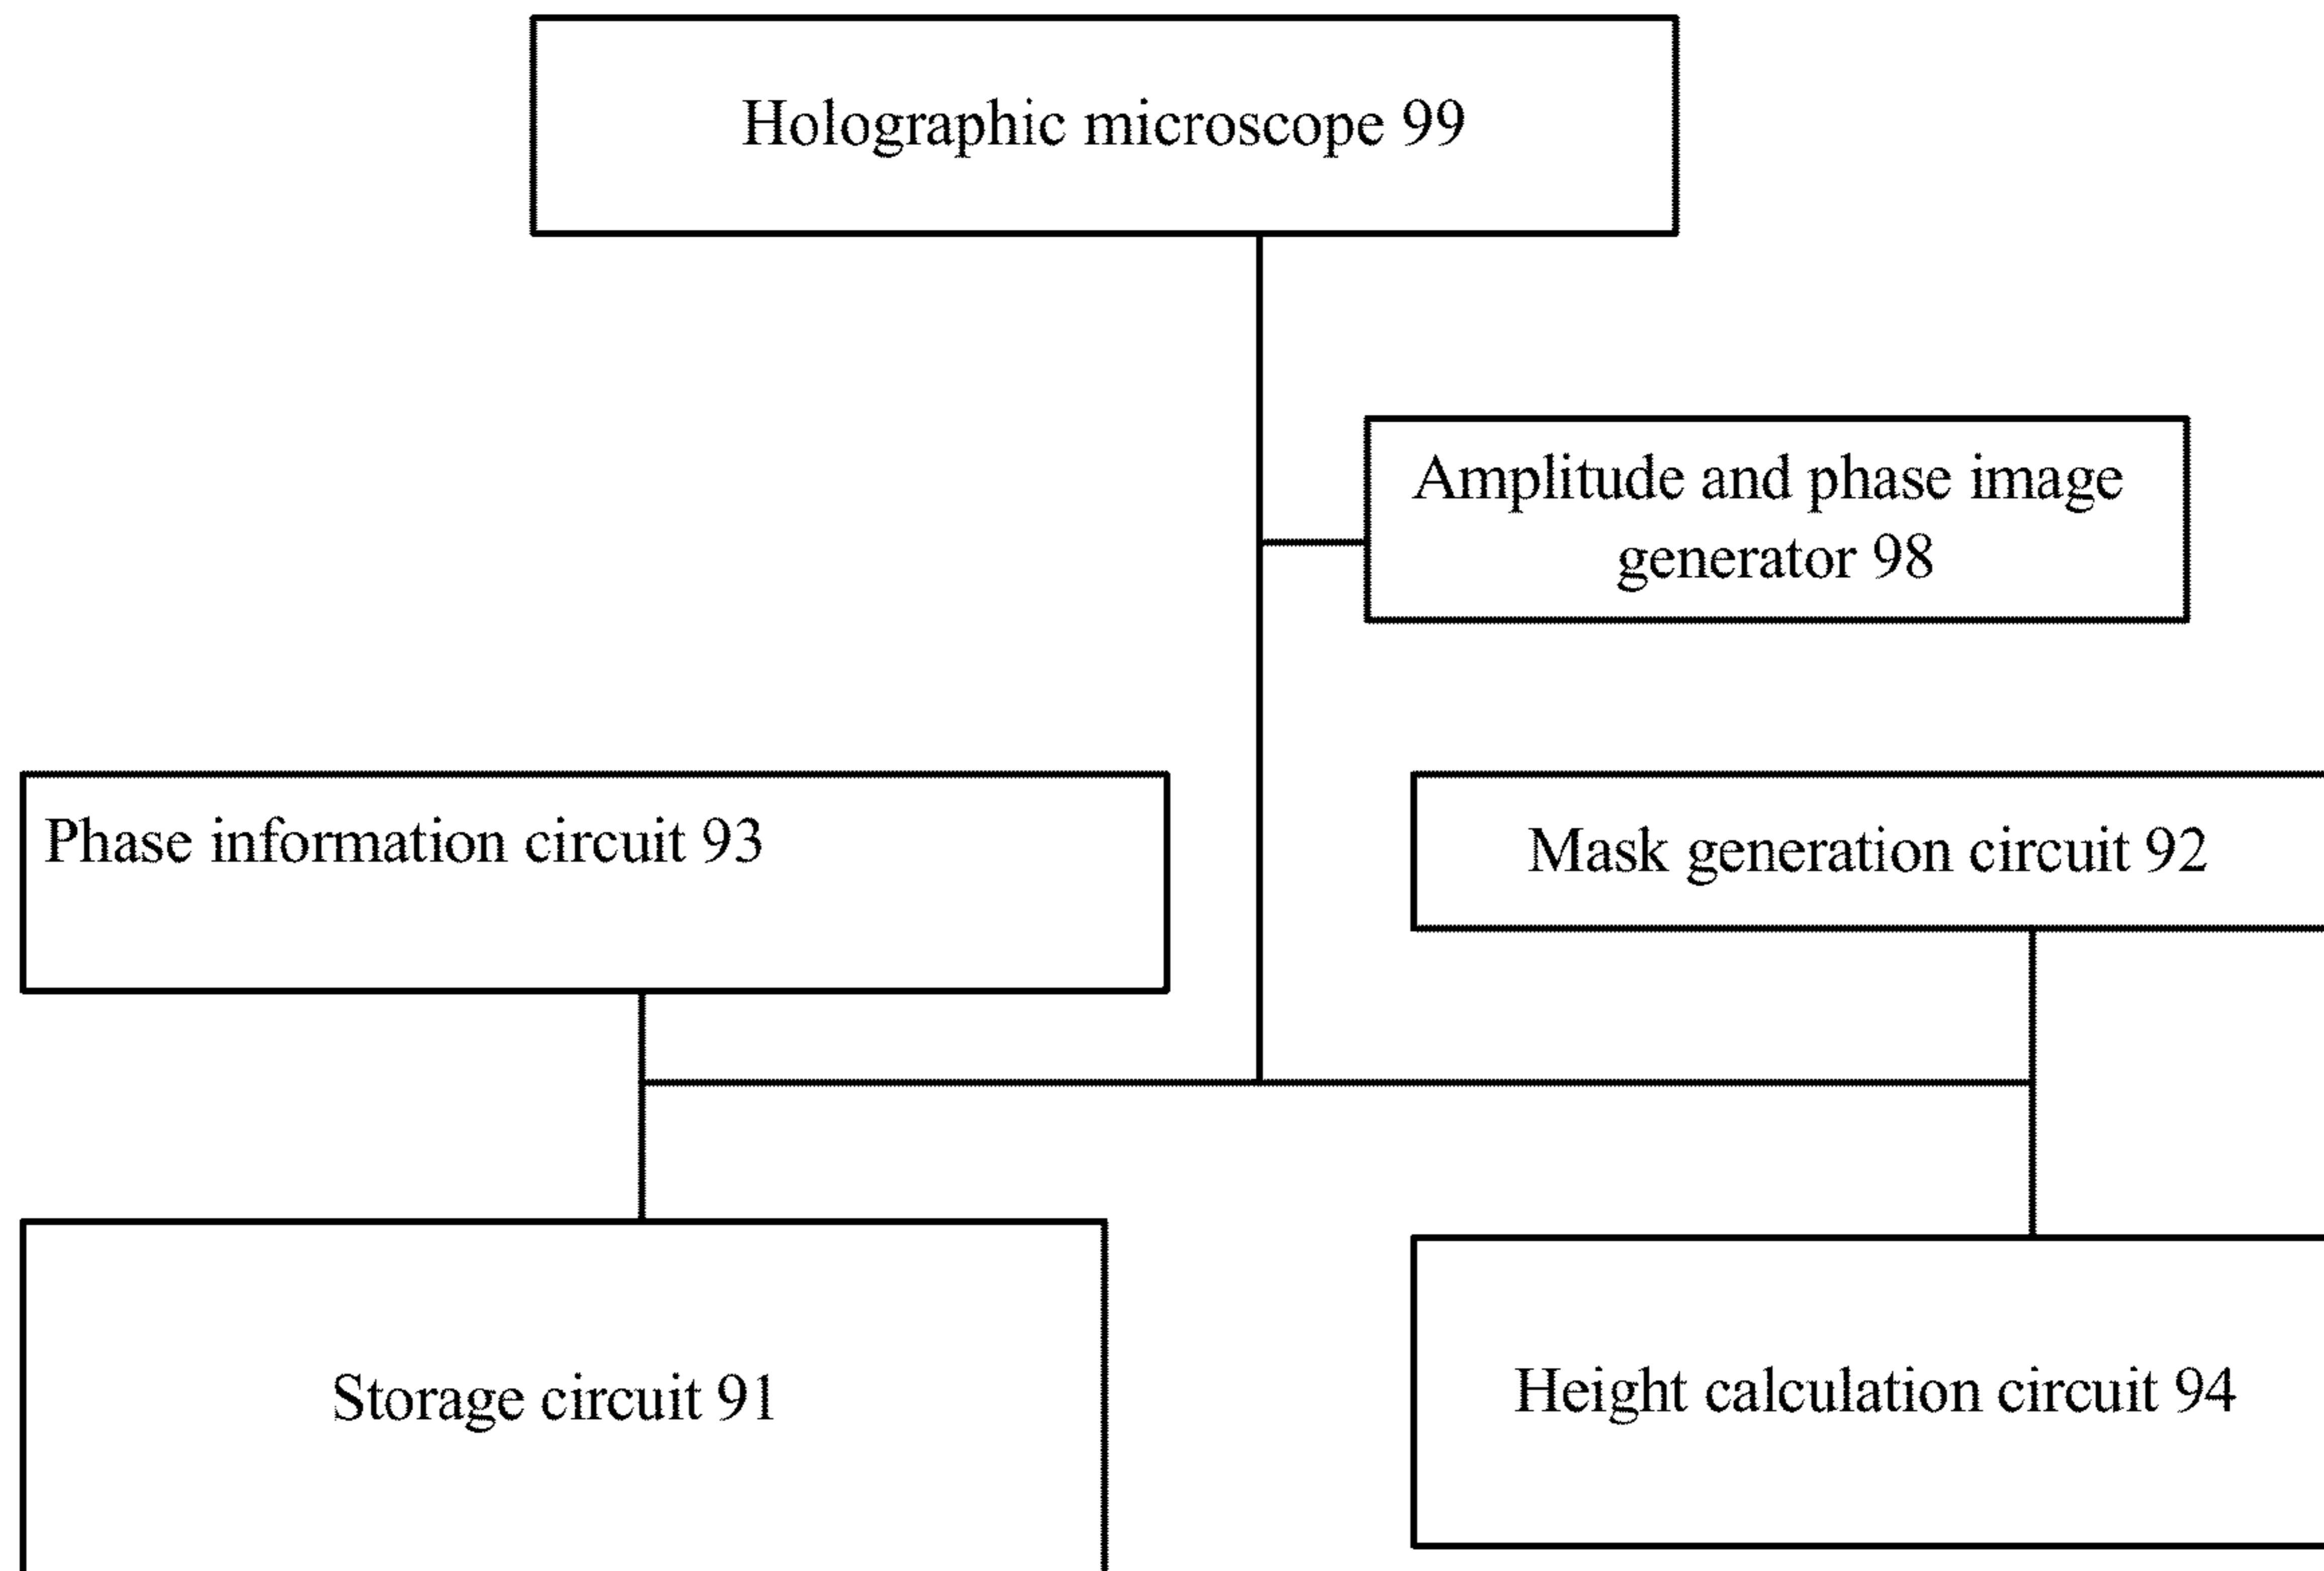 Holographic microscope 99
Amplitude and phase image
generator 98
Phase information circuit 93
Mask generation circuit 92
Storage circuit 91
Height calculation circuit 94